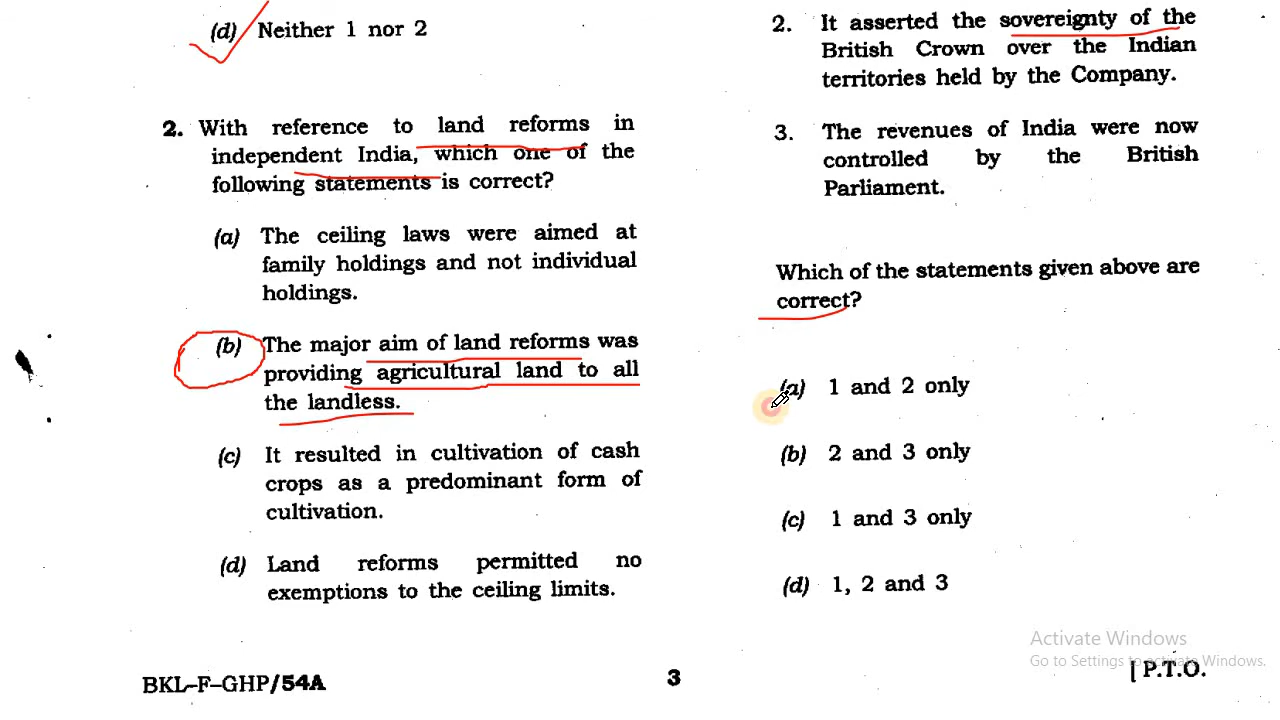 (d) Neither 1 nor 2
2. With reference to land reforms in
independent India, which one of the
following statements is correct?
(a) The ceiling laws were aimed at
family holdings and not individual
holdings.
(b) The major aim of land reforms was
providing agricultural land to all
the landless.
(c) It resulted in cultivation of cash
crops as a predominant form of
cultivation.
(d) Land reforms permitted no
exemptions to the ceiling limits.
2. It asserted the sovereignty of the
British Crown over the Indian
territories held by the Company.
3. The revenues of India were now
controlled by the British
Parliament.
Which of the statements given above are
correct?
(a) 1 and 2 only
(b) 2 and 3 only
(c) 1 and 3 only
(d) 1, 2 and 3
Activate Windows
Go to Settings to activate Windows.
BKL–F–GHP/54A
3
[ P.T.O.